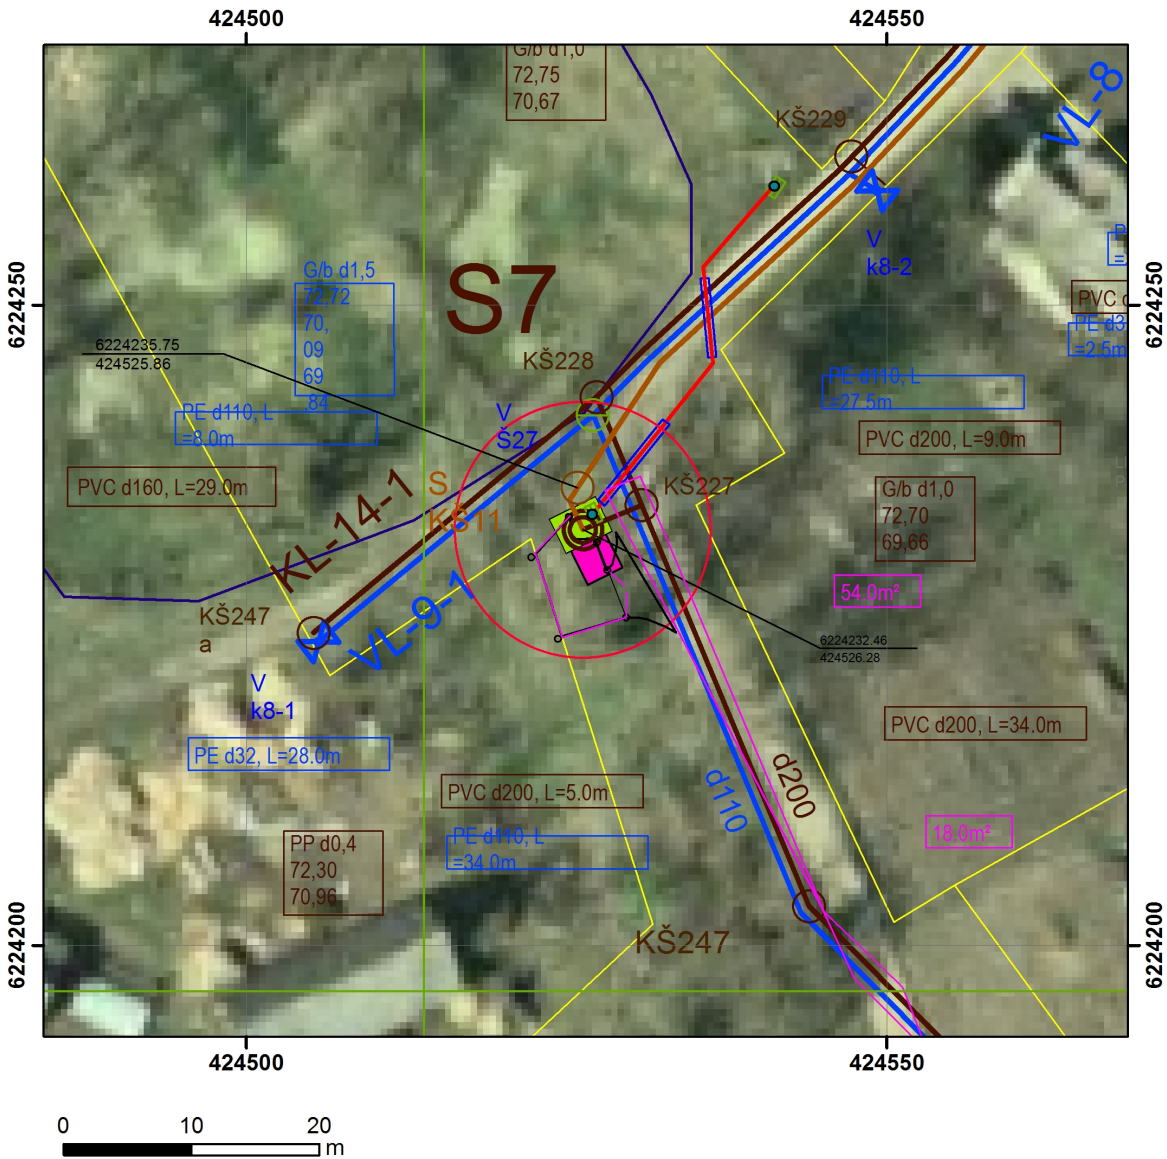 424500
424550
G/b d1,0
72,75
70,67
KŠ229
VL-8
V
k8-2
6224250
6224250
G/b d1,5
72,72
70,
09
69
.84
S7
6224235.75
424525.86
KŠ228
PE d110, L
=8.0m
V
Š27
PVC d
PE d3
=2.5m
PE d110, L
=27.5m
PVC d200, L=9.0m
PVC d160, L=29.0m
KL-14-1
S
KŠ11
KŠ227
G/b d1,0
72,70
69,66
54.0m²
KŠ247
a
VL-9-1
6224232.46
424526.28
V
k8-1
PE d32, L=28.0m
PVC d200, L=34.0m
PVC d200, L=5.0m
d110
d200
PE d110, L
=34.0m
18.0m²
PP d0,4
72,30
70,96
KŠ247
6224200
6224200
424500
424550
0
10
20
m